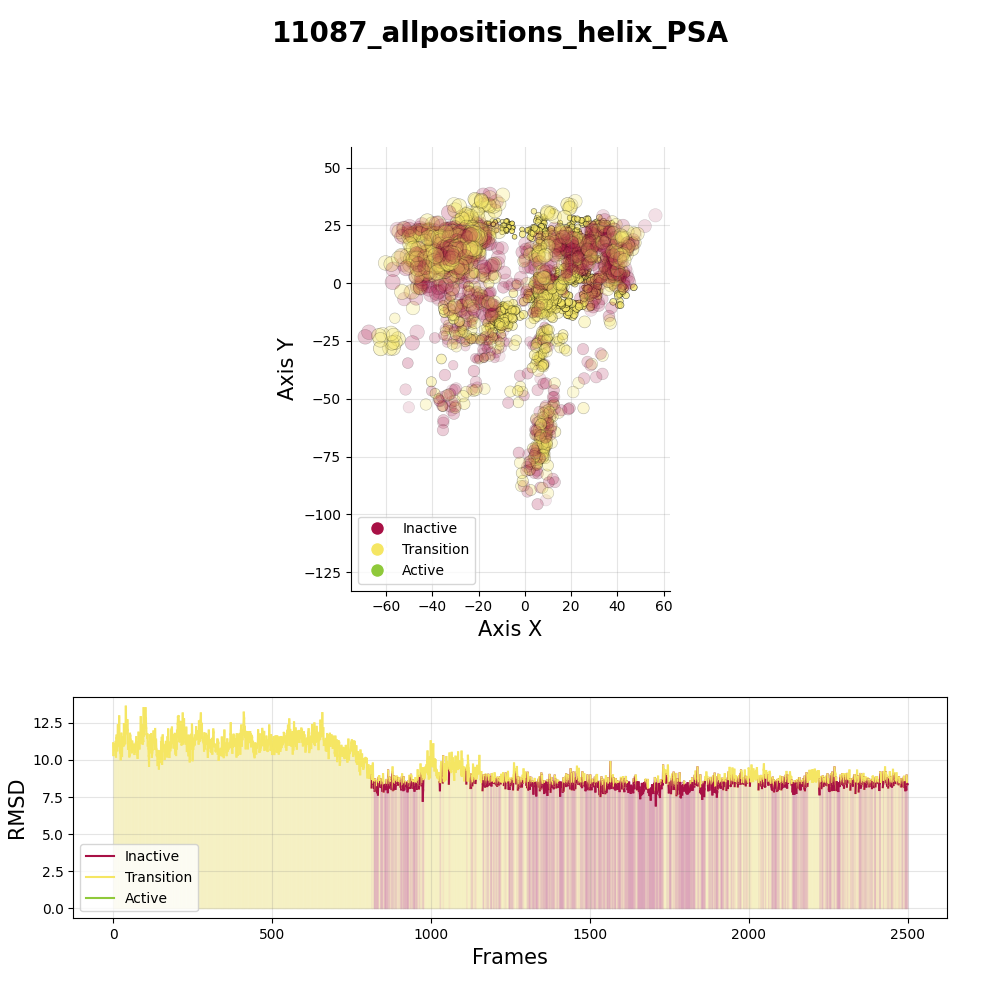 11087_allpositions_helix_PSA
50
25
0
−25
−50
−75
−100
−125
Axis Y
Inactive
Transition
Active
−60 −40 −20 0 20 40 60
Axis X
12.5
10.0
7.5
5.0
2.5
0.0
RMSD
Inactive
Transition
Active
0 500 1000 1500 2000 2500
Frames